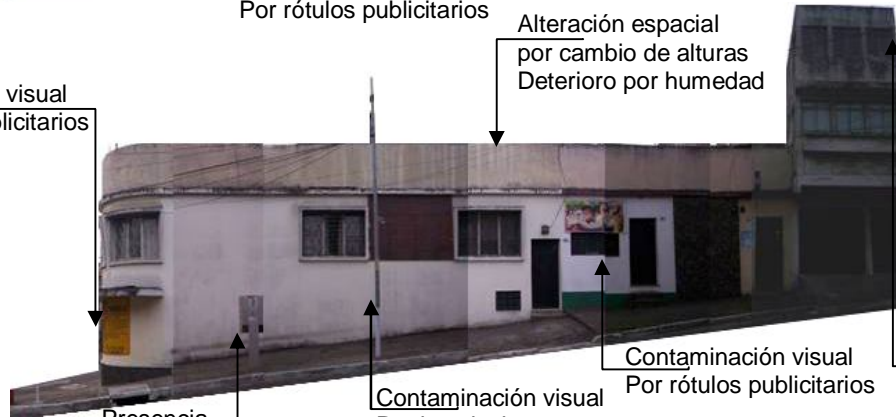 Por rótulos publicitarios
Alteración espacial
por cambio de alturas
Deterioro por humedad
visual
Contaminación visual
Por rótulos publicitarios
Contaminación visual
Presencia